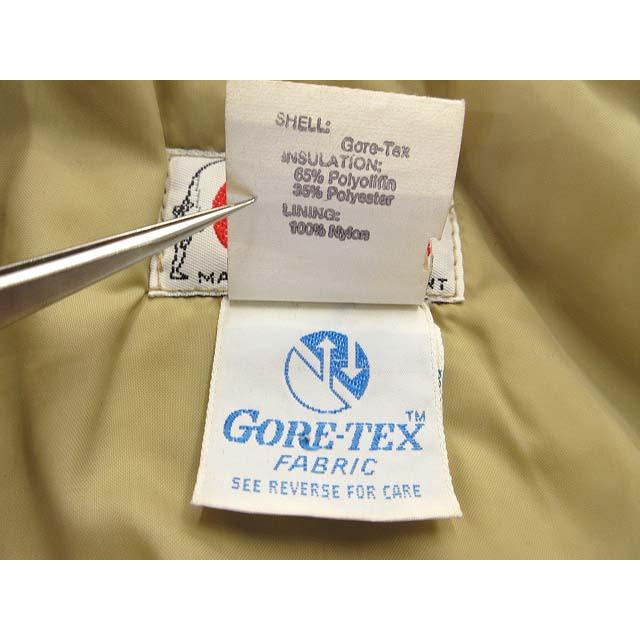 SHELL:
Gore-Tex
INSULATION:
65% Polyolifin
35% Polyester
LINING:
100% Nylon
GORE-TEX™
FABRIC
SEE REVERSE FOR CARE